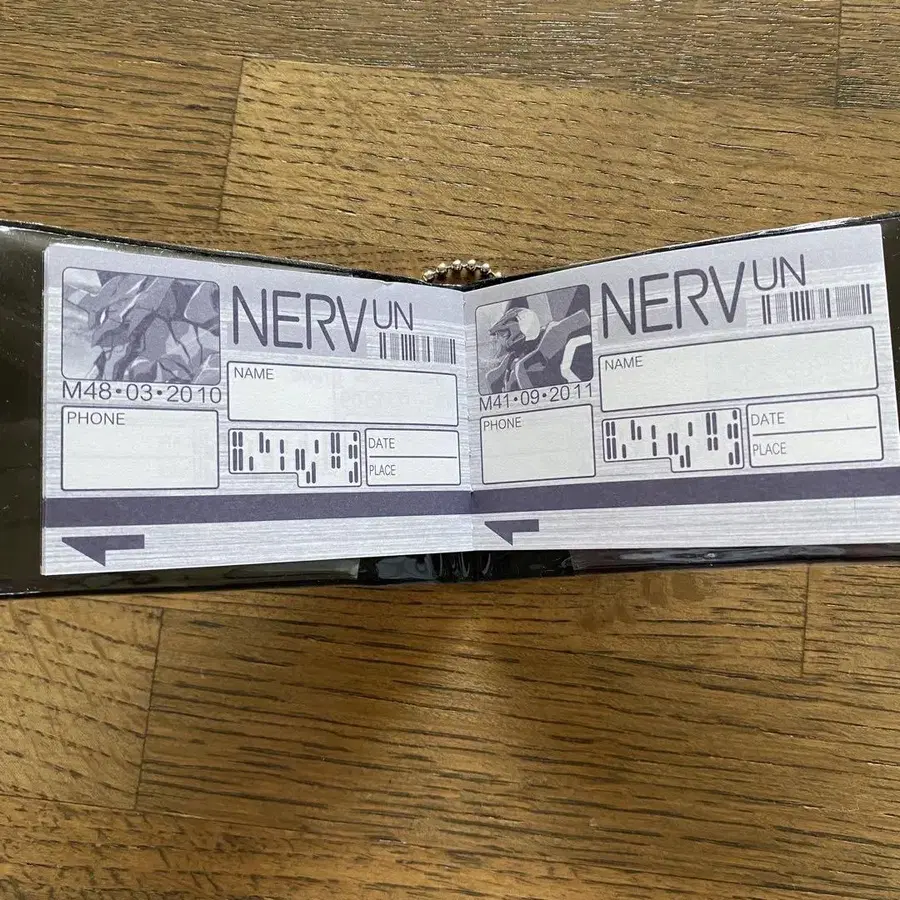 NERV UN
M48・03・2010
NAME
PHONE
DATE
PLACE
NERV UN
M41・09・2011
NAME
PHONE
DATE
PLACE